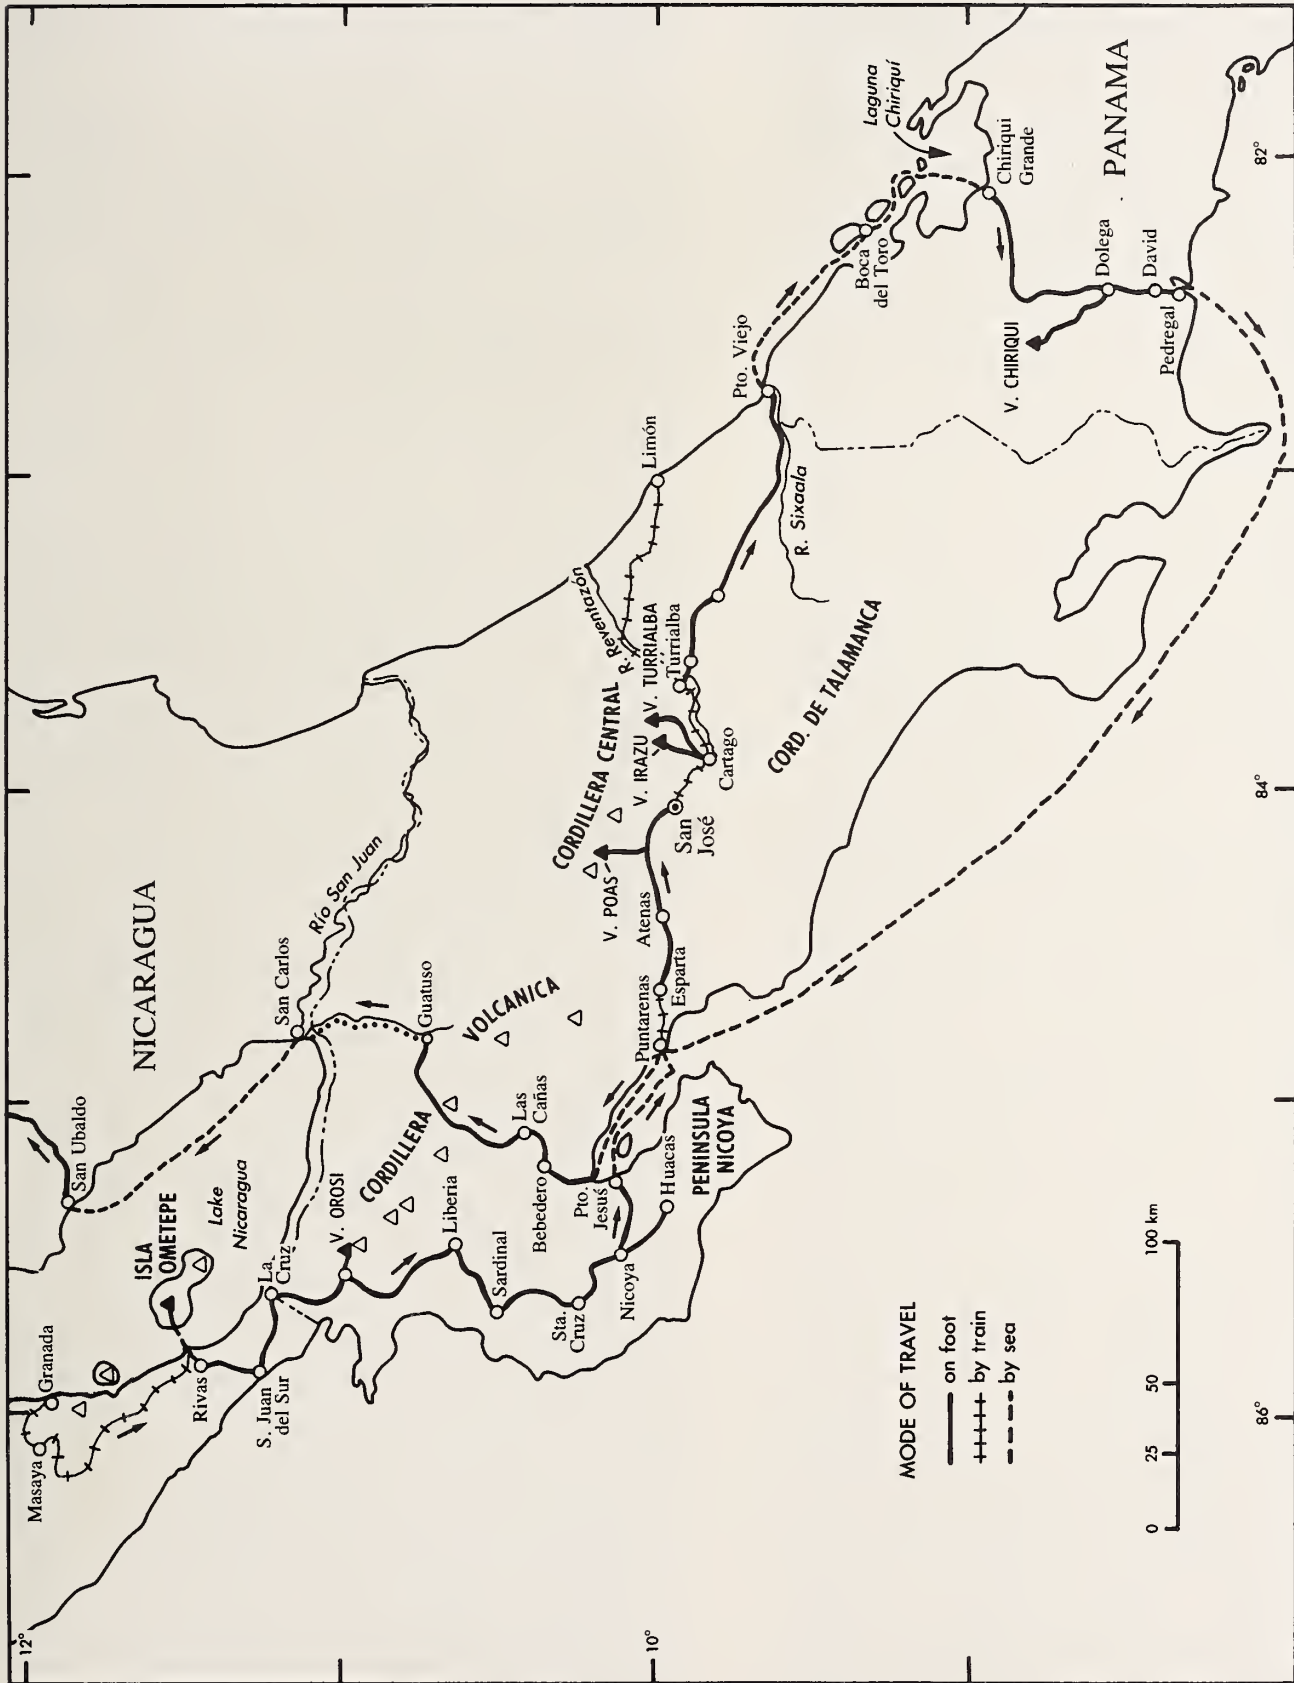 NICARAGUA
PANAMA
Masaya
Granada
Rivas
S. Juan
del Sur
ISLA
OMETEPE
Lake
Nicaragua
San Ubaldo
San Carlos
Río San Juan
La
Cruz
V. OROSI
CORDILLERA
VOLCANICA
Guatuso
Liberia
Sardinal
Sta.
Cruz
Nicoya
Huacas
PENINSULA
NICOYA
Pto.
Jesuś
Bebedero
Las
Cañas
Puntarenas
Esparta
Atenas
V. POAS
San
José
CORDILLERA CENTRAL
V. IRAZU
V. TURRIALBA
Turrialba
R. Reventazón
Cartago
Limón
CORD. DE TALAMANCA
R. Sixaala
Pto. Viejo
Boca
del Toro
Laguna
Chiriquí
Chiriqui
Grande
V. CHIRIQUI
Dolega
David
Pedregal
MODE OF TRAVEL
on foot
by train
by sea
0 25 50 100 km
12°
10°
86°
84°
82°